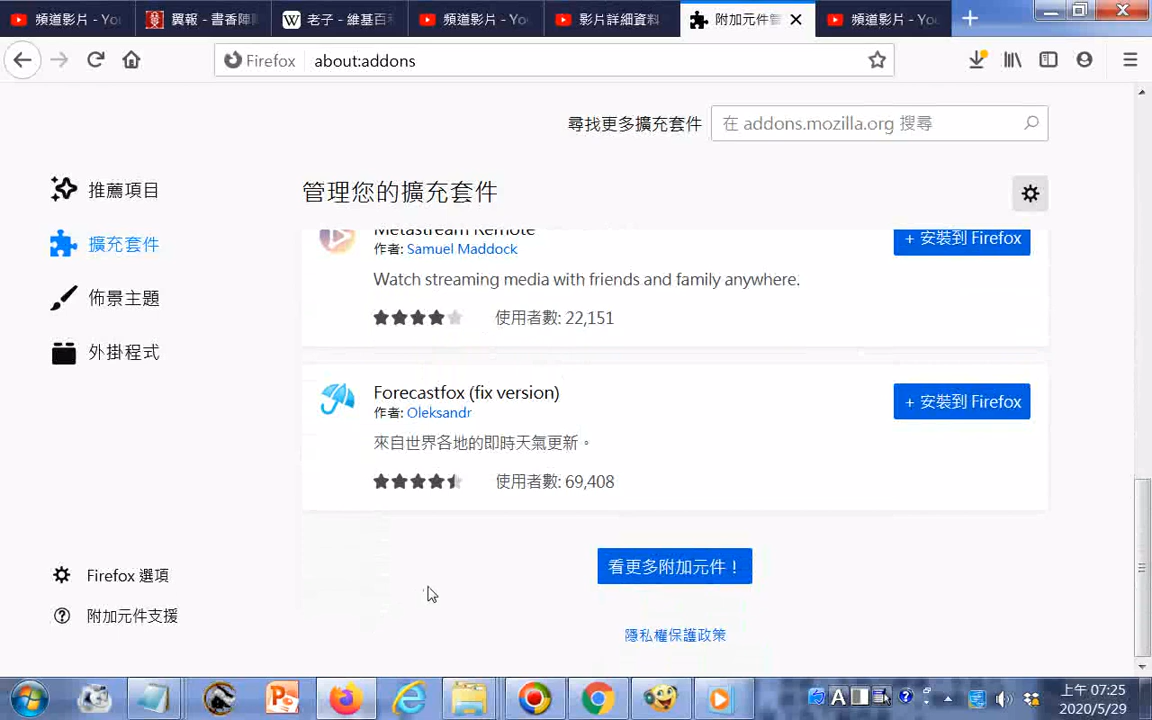 頻道影片 - You
翼報 - 書香陣
老子 - 維基百
頻道影片 - You
影片詳細資料
附加元件管
頻道影片 - You
Firefox
about:addons
尋找更多擴充套件
在 addons.mozilla.org 搜尋
推薦項目
擴充套件
佈景主題
外掛程式
Firefox 選項
附加元件支援
管理您的擴充套件
Metastream Remote
作者: Samuel Maddock
+ 安裝到 Firefox
Watch streaming media with friends and family anywhere.
使用者數: 22,151
Forecastfox (fix version)
作者: Oleksandr
+ 安裝到 Firefox
來自世界各地的即時天氣更新。
使用者數: 69,408
看更多附加元件！
隱私權保護政策
上午 07:25
2020/5/29